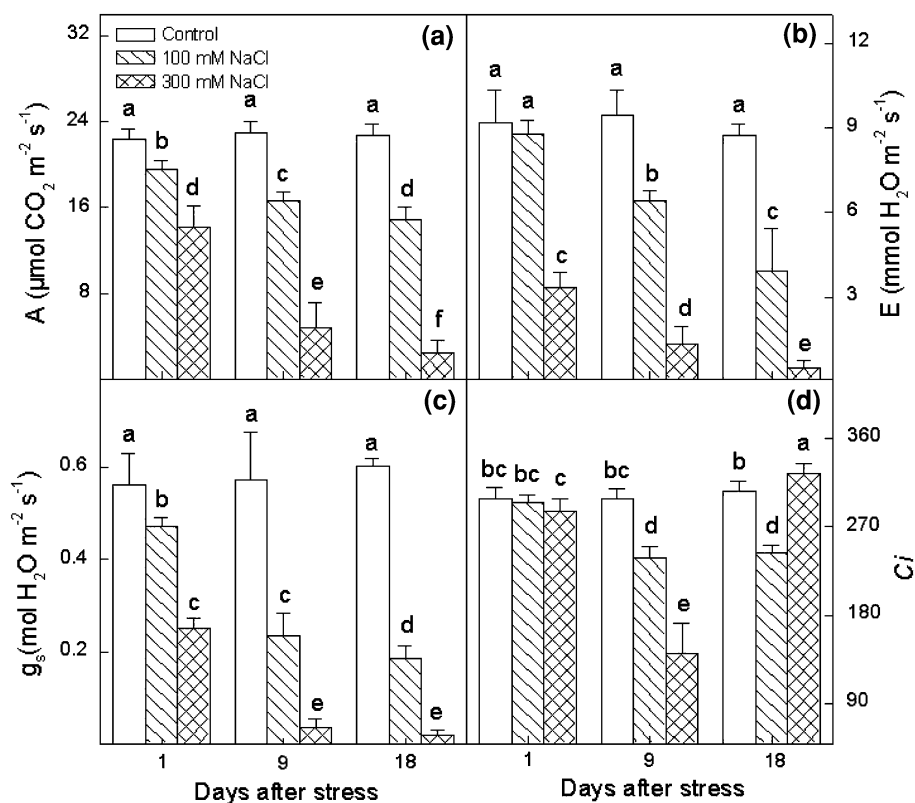 (a)
Control
100 mM NaCl
300 mM NaCl
32
24
16
8
A (µmol CO2 m-2 s-1)
a b d
a c e
a d f
(b)
12
9
6
3
E (mmol H2O m-2 s-1)
a a c
a b d
a c e
(c)
0.6
0.4
0.2
gs(mol H2O m-2 s-1)
a b c
a c e
a d e
1 9 18
Days after stress
(d)
360
270
180
90
Ci
bc bc c
bc d e
b d a
1 9 18
Days after stress